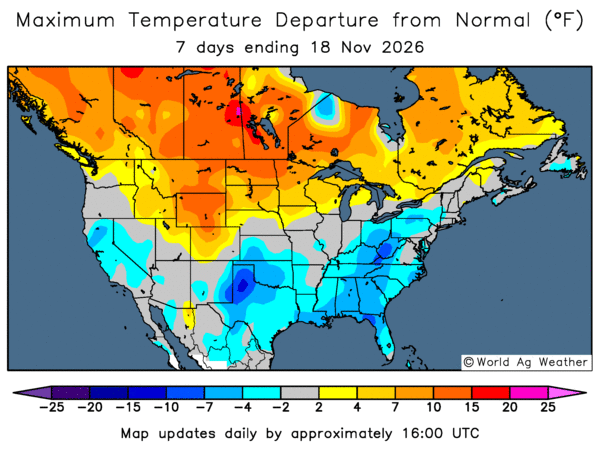 Maximum Temperature Departure from Normal (°F)
7 days ending 18 Nov 2026
© World Ag Weather
−25 −20 −15 −10 −7 −4 −2 2 4 7 10 15 20 25
Map updates daily by approximately 16:00 UTC